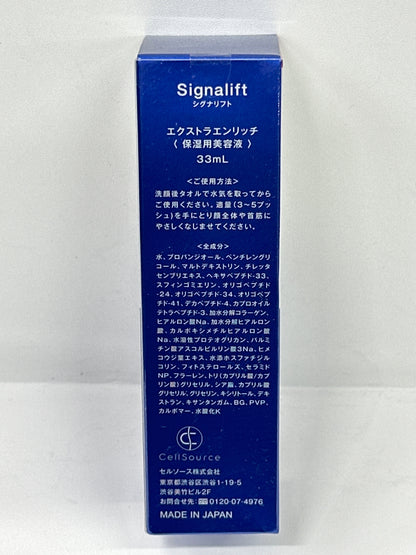 Signalift
シグナリフト
エクストラエンリッチ
〈 保湿用美容液 〉
33mL
<ご使用方法>
洗顔後タオルで水気を取ってから
ご使用ください。適量(3〜5プッ
シュ)を手にとり顔全体や首筋に
やさしくなじませてください。
<全成分>
水、プロパンジオール、ペンチレングリ
コール、マルトデキストリン、チレッタ
センブリエキス、ヘキサペプチド-33、
スフィンゴミエリン、オリゴペプチド
-24、オリゴペプチド-34、オリゴペプ
チド-41、デカペプチド-4、カプロオイル
テトラペプチド-3、加水分解コラーゲン、
ヒアルロン酸Na、加水分解ヒアルロン
酸、カルボキシメチルヒアルロン酸
Na、水溶性プロテオグリカン、パルミ
チン酸アスコルビルリン酸3Na、ヒメ
コウジ葉エキス、水添ホスファチジル
コリン、フィトステロールズ、セラミド
NP、フラーレン、トリ(カプリル酸/カプ
リン酸)グリセリル、シア脂、カプリル酸
グリセリル、グリセリン、キシリトール、デキ
ストラン、キサンタンガム、BG、PVP、
カルボマー、水酸化K
CellSource
セルソース株式会社
東京都渋谷区渋谷1-19-5
渋谷美竹ビル2F
お問合せ先:0120-07-4976
MADE IN JAPAN